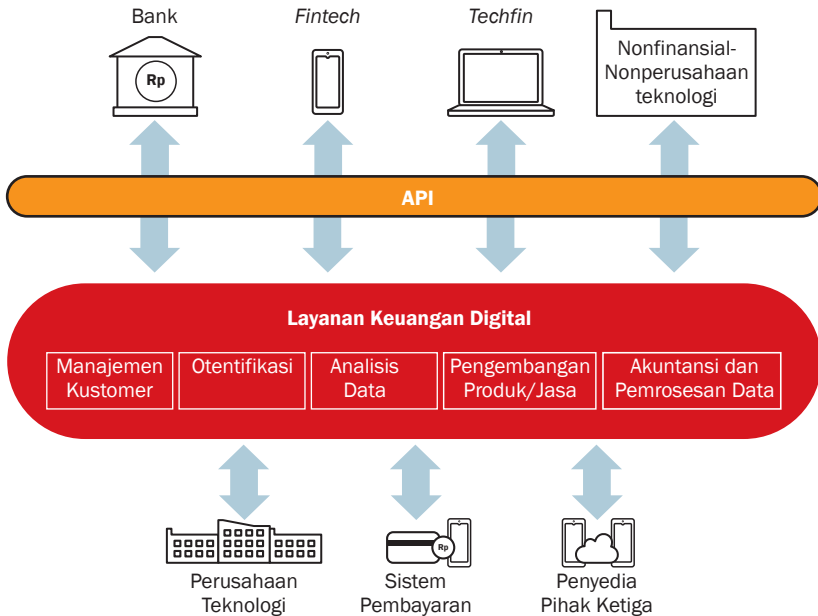 Bank
Fintech
Techfin
Rp
Nonfinansial-
Nonperusahaan
teknologi
API
Layanan Keuangan Digital
Manajemen
Kustomer
Otentifikasi
Analisis
Data
Pengembangan
Produk/Jasa
Akuntansi dan
Pemrosesan Data
Rp
Perusahaan
Teknologi
Sistem
Pembayaran
Penyedia
Pihak Ketiga